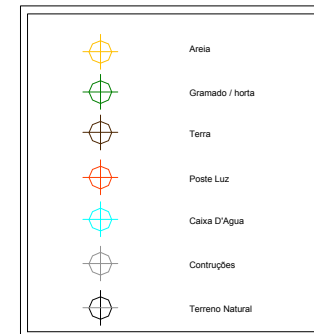 Areia
Gramado / horta
Terra
Poste Luz
Caixa D'Agua
Contruções
Terreno Natural